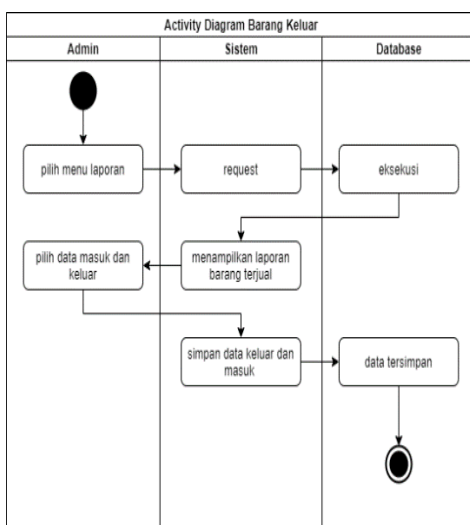 Activity Diagram Barang Keluar
Admin
Sistem
Database
pilih menu laporan
request
eksekusi
menampilkan laporan
barang terjual
pilih data masuk dan
keluar
simpan data keluar dan
masuk
data tersimpan